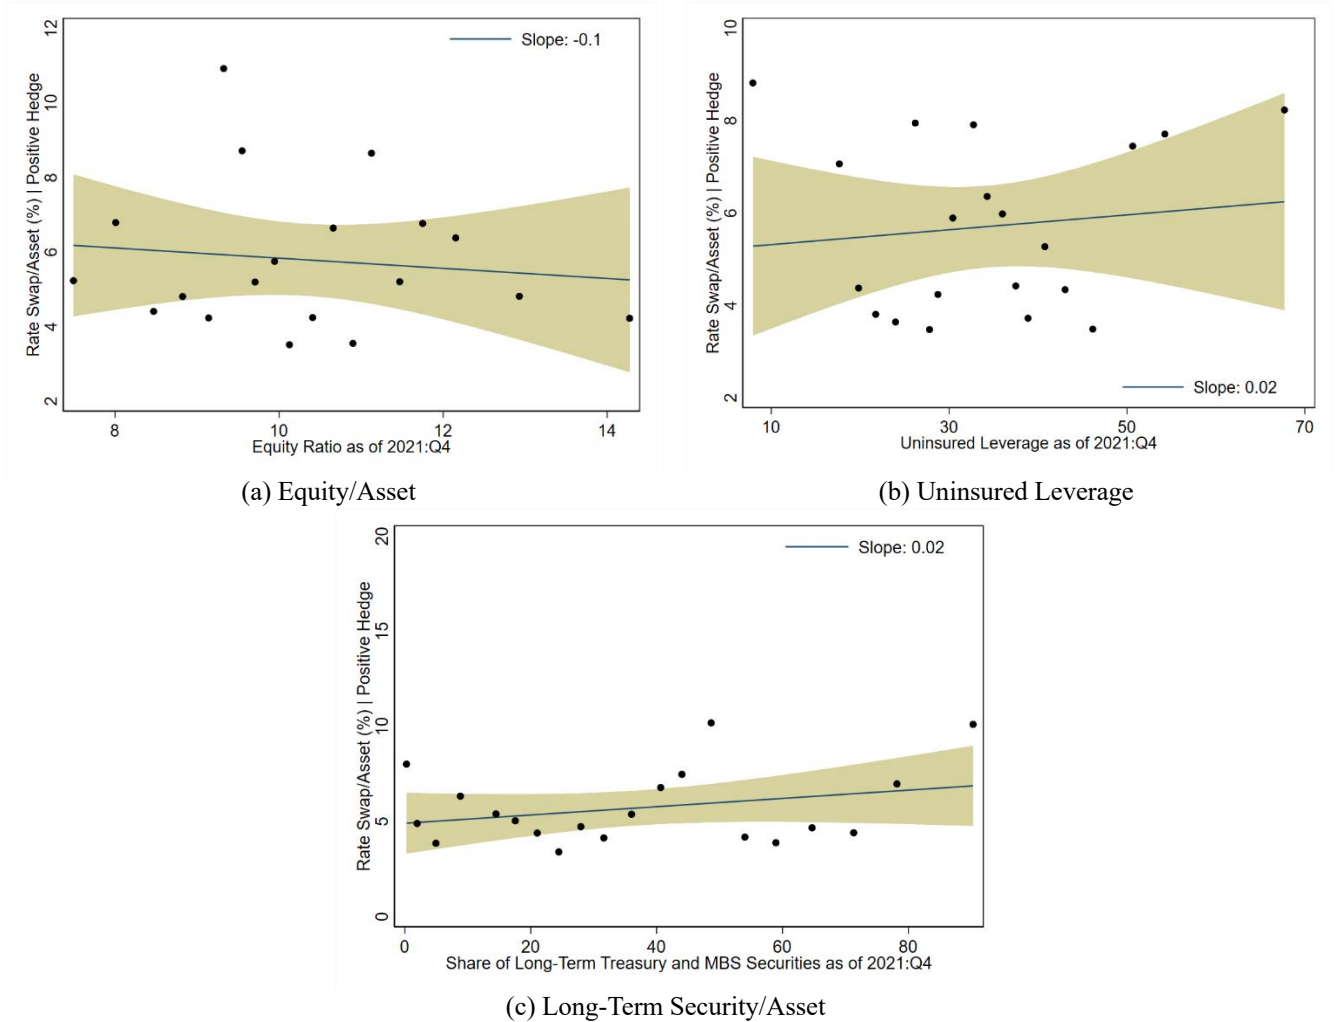 Rate Swap/Asset (%) | Positive Hedge
12
10
8
6
4
2
Slope: -0.1
8 10 12 14
Equity Ratio as of 2021:Q4
(a) Equity/Asset
Rate Swap/Asset (%) | Positive Hedge
10
8
6
4
2
Slope: 0.02
10 30 50 70
Uninsured Leverage as of 2021:Q4
(b) Uninsured Leverage
Rate Swap/Asset (%) | Positive Hedge
20
15
10
5
0
Slope: 0.02
0 20 40 60 80
Share of Long-Term Treasury and MBS Securities as of 2021:Q4
(c) Long-Term Security/Asset